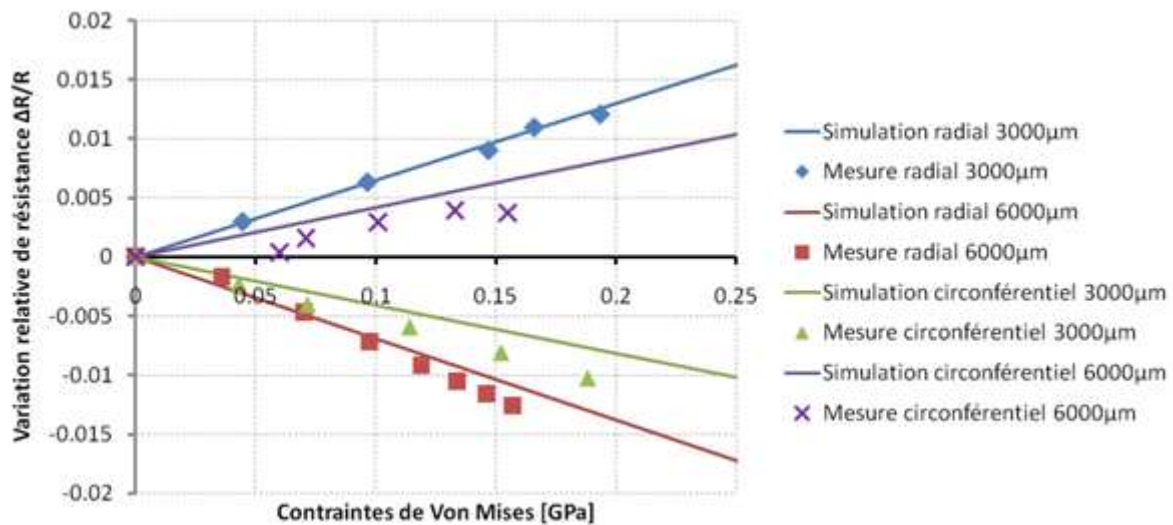 0.02
0.015
0.01
0.005
0
-0.005
-0.01
-0.015
-0.02
Variation relative de résistance ΔR/R
0 0.05 0.1 0.15 0.2 0.25
Contraintes de Von Mises [GPa]
Simulation radial 3000µm
Mesure radial 3000µm
Simulation radial 6000µm
Mesure radial 6000µm
Simulation circonférentiel 3000µm
Mesure circonférentiel 3000µm
Simulation circonférentiel 6000µm
Mesure circonférentiel 6000µm